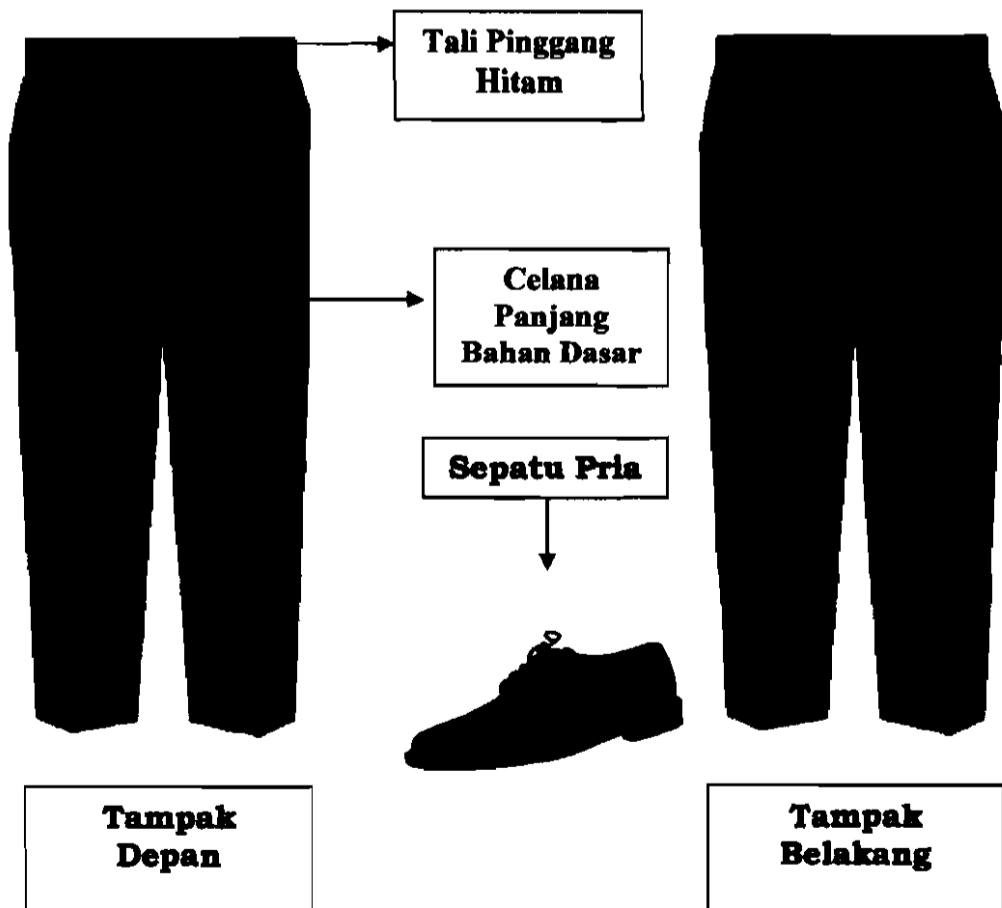 Tali Pinggang
Hitam
Celana
Panjang
Bahan Dasar
Sepatu Pria
Tampak
Depan
Tampak
Belakang